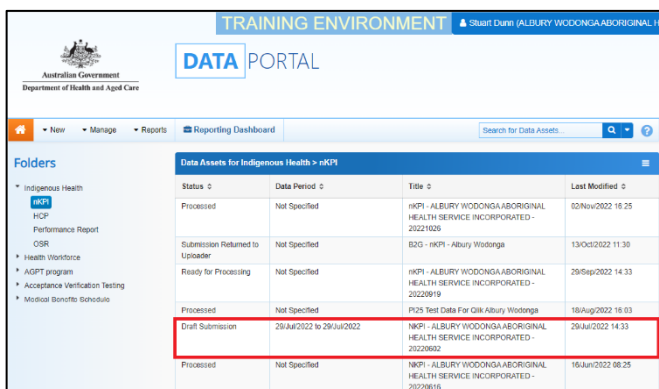 TRAINING ENVIRONMENT
Stuart Dunn (ALBURY WODONGA ABORIGINAL H
Australian Government
Department of Health and Aged Care
DATA PORTAL
New Manage Reports Reporting Dashboard Search for Data Assets...
Folders
Indigenous Health
nKPI
HCP
Performance Report
OSR
Health Workforce
AGPT program
Acceptance Verification Testing
Medical Benefits Schedule
Data Assets for Indigenous Health > nKPI
Status Data Period Title Last Modified
Processed Not Specified nKPI - ALBURY WODONGA ABORIGINAL 02/Nov/2022 16:25
HEALTH SERVICE INCORPORATED -
20221026
Submission Returned to Not Specified B2G - nKPI - Albury Wodonga 13/Oct/2022 11:30
Uploader
Ready for Processing Not Specified nKPI - ALBURY WODONGA ABORIGINAL 29/Sep/2022 14:33
HEALTH SERVICE INCORPORATED -
20220919
Processed Not Specified PI25 Test Data For Qlik Albury Wodonga 18/Aug/2022 16:03
Draft Submission 29/Jul/2022 to 29/Jul/2022 NKPI - ALBURY WODONGA ABORIGINAL 29/Jul/2022 14:33
HEALTH SERVICE INCORPORATED -
20220602
Processed Not Specified NKPI - ALBURY WODONGA ABORIGINAL 16/Jun/2022 08:25
HEALTH SERVICE INCORPORATED -
20220616